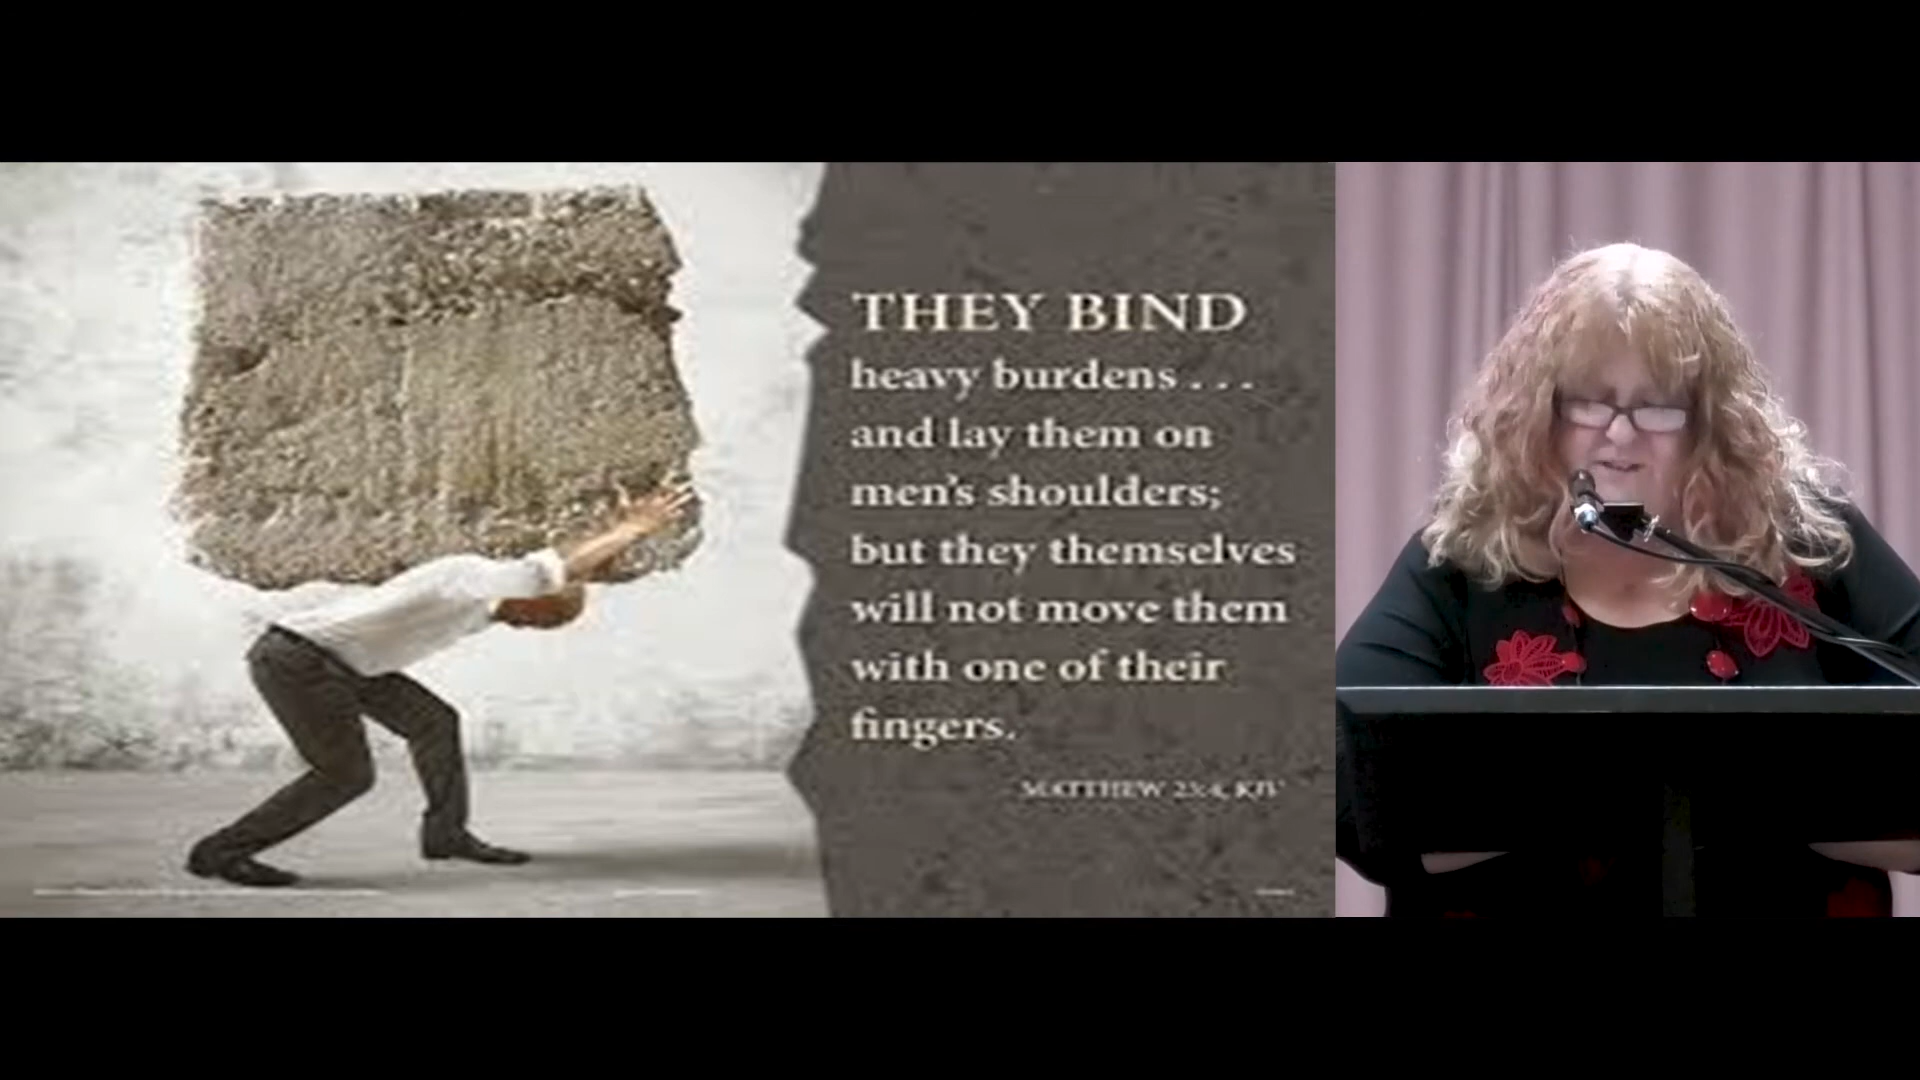 THEY BIND
heavy burdens . . .
and lay them on
men's shoulders;
but they themselves
will not move them
with one of their
fingers.
MATTHEW 23:4, KJV